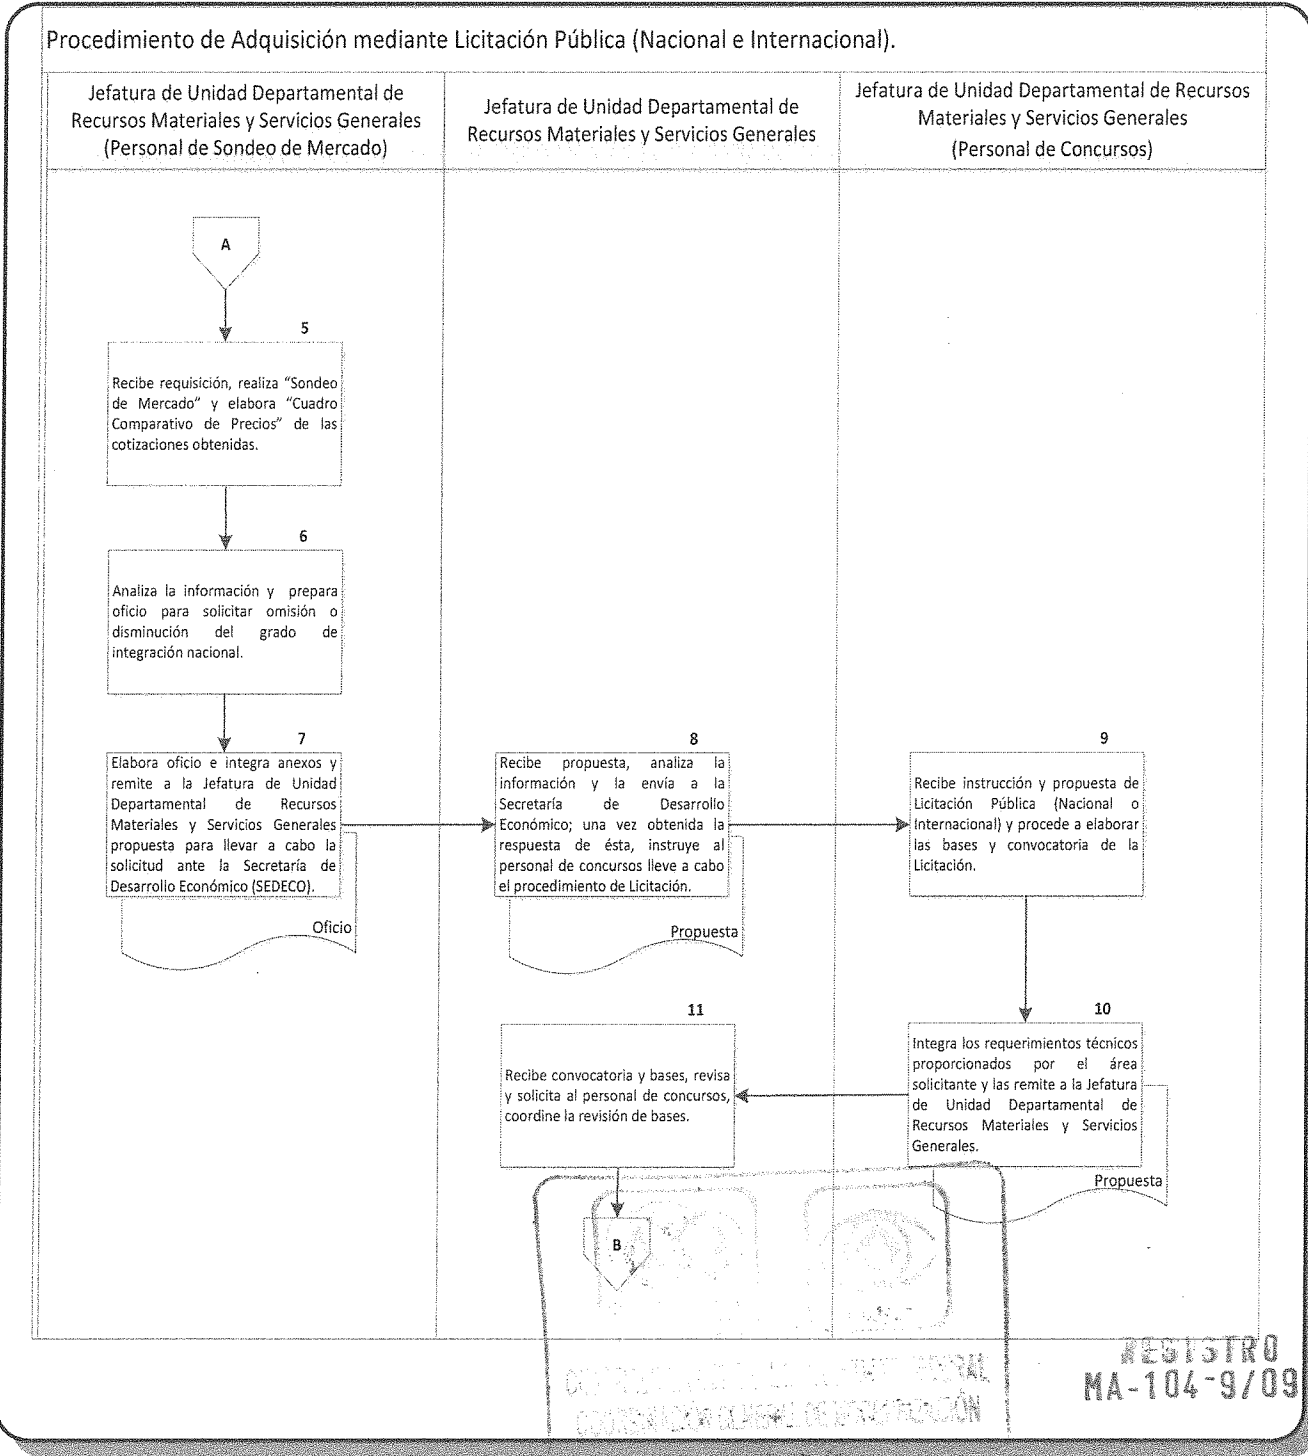 Procedimiento de Adquisición mediante Licitación Pública (Nacional e Internacional).
Jefatura de Unidad Departamental de
Recursos Materiales y Servicios Generales
(Personal de Sondeo de Mercado)
Jefatura de Unidad Departamental de
Recursos Materiales y Servicios Generales
Jefatura de Unidad Departamental de Recursos
Materiales y Servicios Generales
(Personal de Concursos)
A
5
Recibe requisición, realiza “Sondeo
de Mercado” y elabora “Cuadro
Comparativo de Precios” de las
cotizaciones obtenidas.
6
Analiza la información y prepara
oficio para solicitar omisión o
disminución del grado de
integración nacional.
7
Elabora oficio e integra anexos y
remite a la Jefatura de Unidad
Departamental de Recursos
Materiales y Servicios Generales
propuesta para llevar a cabo la
solicitud ante la Secretaría de
Desarrollo Económico (SEDECO).
Oficio
8
Recibe propuesta, analiza la
información y la envía a la
Secretaría de Desarrollo
Económico; una vez obtenida la
respuesta de ésta, instruye al
personal de concursos lleve a cabo
el procedimiento de Licitación.
Propuesta
9
Recibe instrucción y propuesta de
Licitación Pública (Nacional o
Internacional) y procede a elaborar
las bases y convocatoria de la
Licitación.
10
Integra los requerimientos técnicos
proporcionados por el área
solicitante y las remite a la Jefatura
de Unidad Departamental de
Recursos Materiales y Servicios
Generales.
Propuesta
11
Recibe convocatoria y bases, revisa
y solicita al personal de concursos,
coordine la revisión de bases.
B
REGISTRO
MA-104-9/09